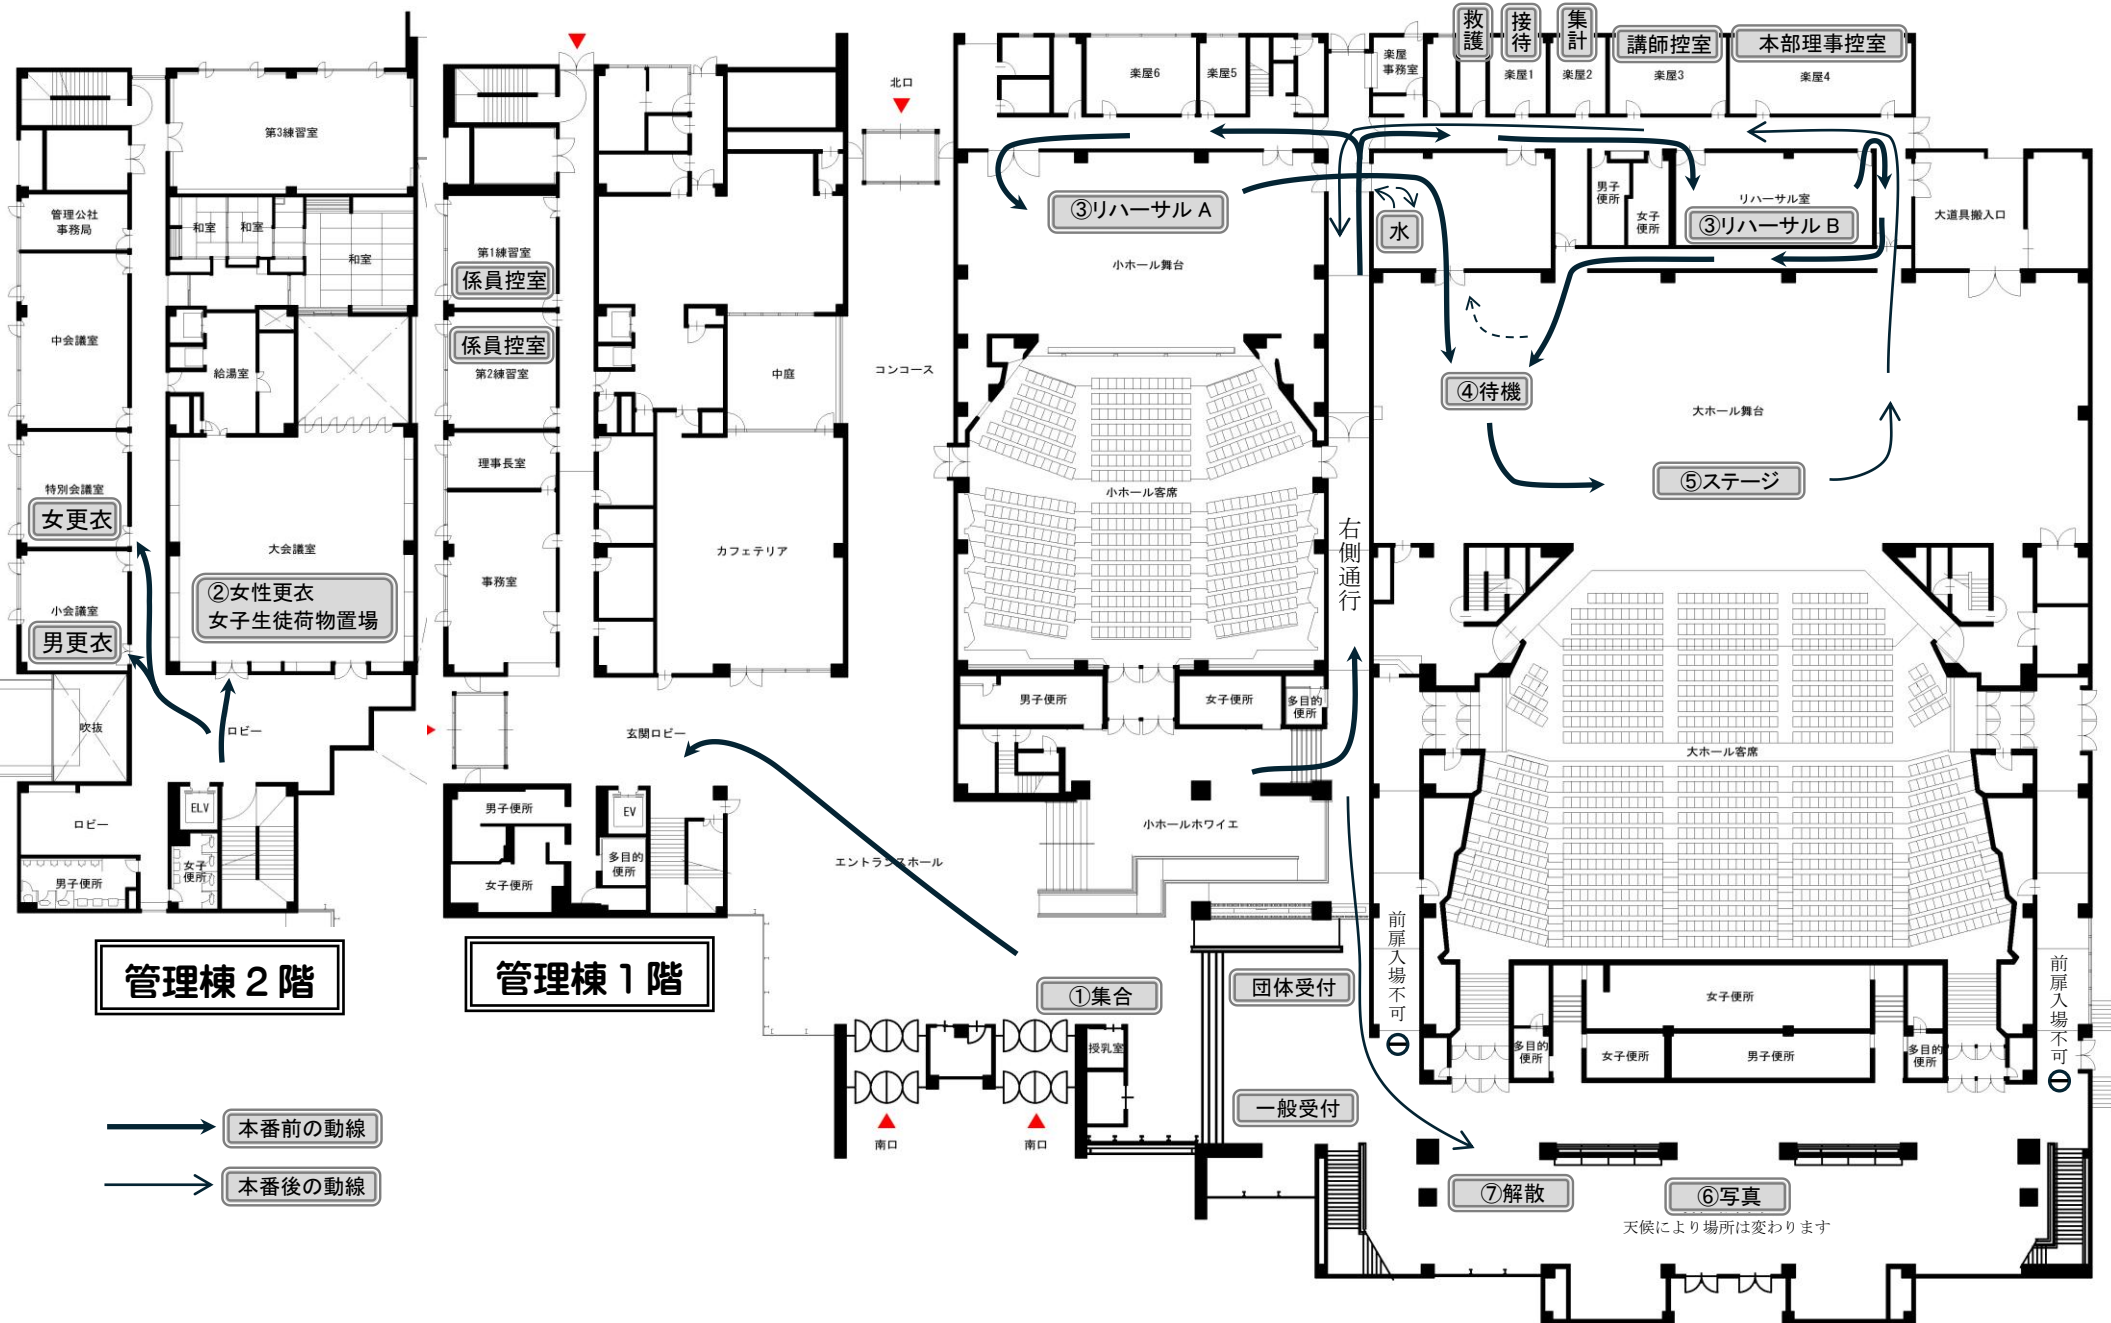 救護
接待
集計
講師控室
本部理事控室
楽屋6
楽屋5
楽屋
事務室
楽屋1
楽屋2
楽屋3
楽屋4
北口
第3練習室
管理公社
事務局
和室
和室
和室
中会議室
給湯室
特別会議室
女更衣
大会議室
②女性更衣
女子生徒荷物置場
小会議室
男更衣
吹抜
ロビー
ロビー
ELV
女子
便所
男子便所
管理棟2階
第1練習室
係員控室
係員控室
第2練習室
理事長室
事務室
中庭
カフェテリア
玄関ロビー
男子便所
女子便所
EV
多目的
便所
管理棟1階
コンコース
エントランスホール
③リハーサル A
小ホール舞台
小ホール客席
男子便所
女子便所
多目的
便所
小ホールホワイエ
右側通行
水
男子
便所
女子
便所
リハーサル室
③リハーサル B
大道具搬入口
④待機
大ホール舞台
⑤ステージ
大ホール客席
前扉入場不可
前扉入場不可
①集合
団体受付
一般受付
授乳室
南口
南口
女子便所
多目的
便所
女子便所
男子便所
多目的
便所
⑦解散
⑥写真
天候により場所は変わります
本番前の動線
本番後の動線